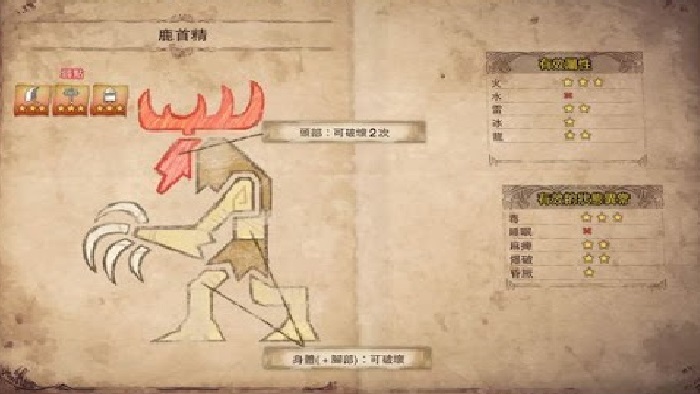 鹿首精
弱點
頭部：可破壞2次
身體(+腳部)：可破壞
有效屬性
火
水
雷
冰
龍
有效的狀態異常
毒
睡眠
麻痺
爆破
昏厥